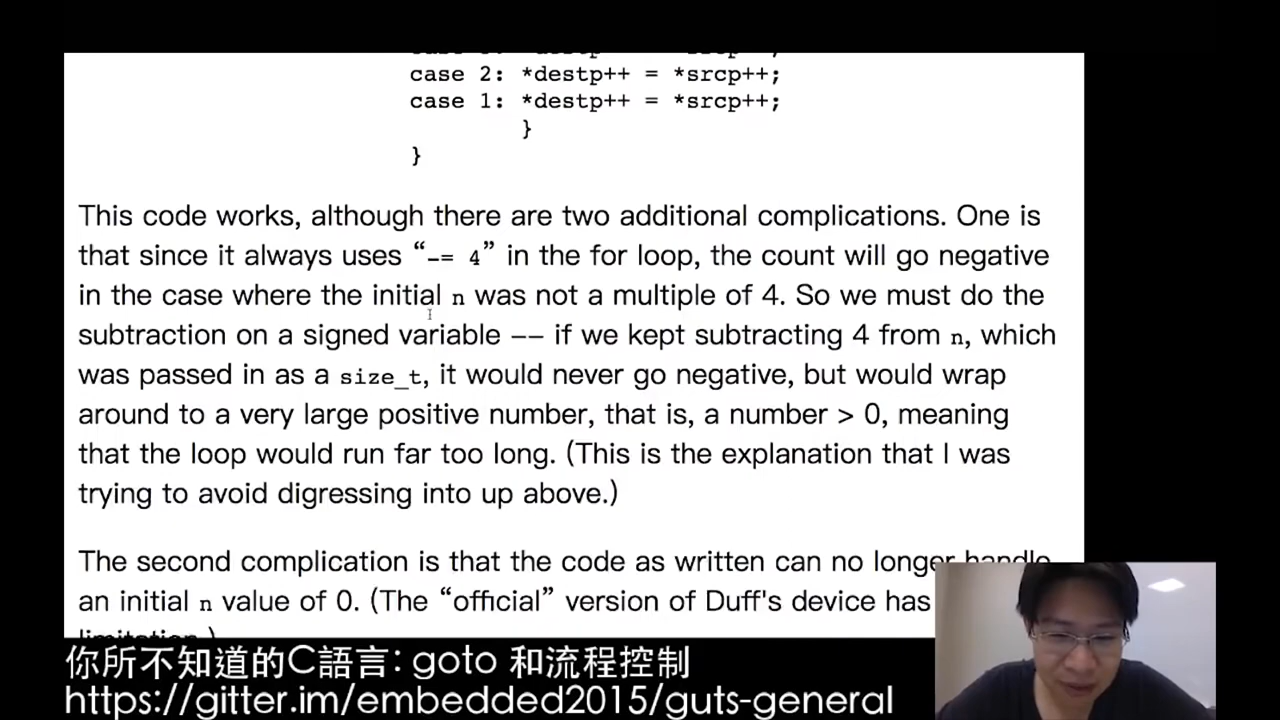 case 2: *destp++ = *srcp++;
case 1: *destp++ = *srcp++;
}
}
This code works, although there are two additional complications. One is
that since it always uses “-= 4” in the for loop, the count will go negative
in the case where the initial n was not a multiple of 4. So we must do the
subtraction on a signed variable -- if we kept subtracting 4 from n, which
was passed in as a size_t, it would never go negative, but would wrap
around to a very large positive number, that is, a number > 0, meaning
that the loop would run far too long. (This is the explanation that I was
trying to avoid digressing into up above.)
The second complication is that the code as written can no longer handle
an initial n value of 0. (The “official” version of Duff's device has
limitation.)
你所不知道的C語言: goto 和流程控制
https://gitter.im/embedded2015/guts-general